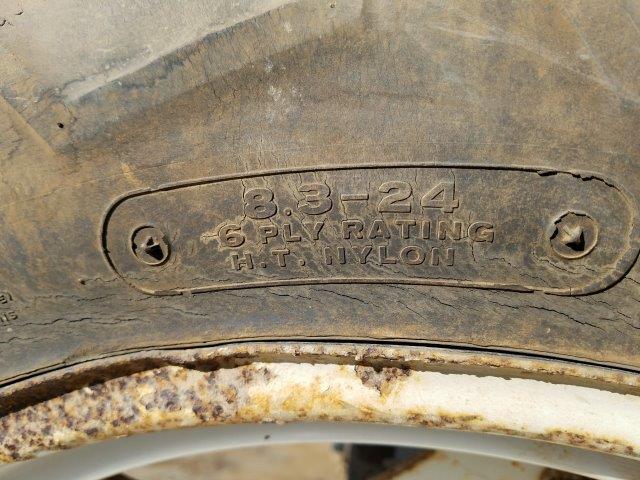 8.3-24
6 PLY RATING
H.T. NYLON